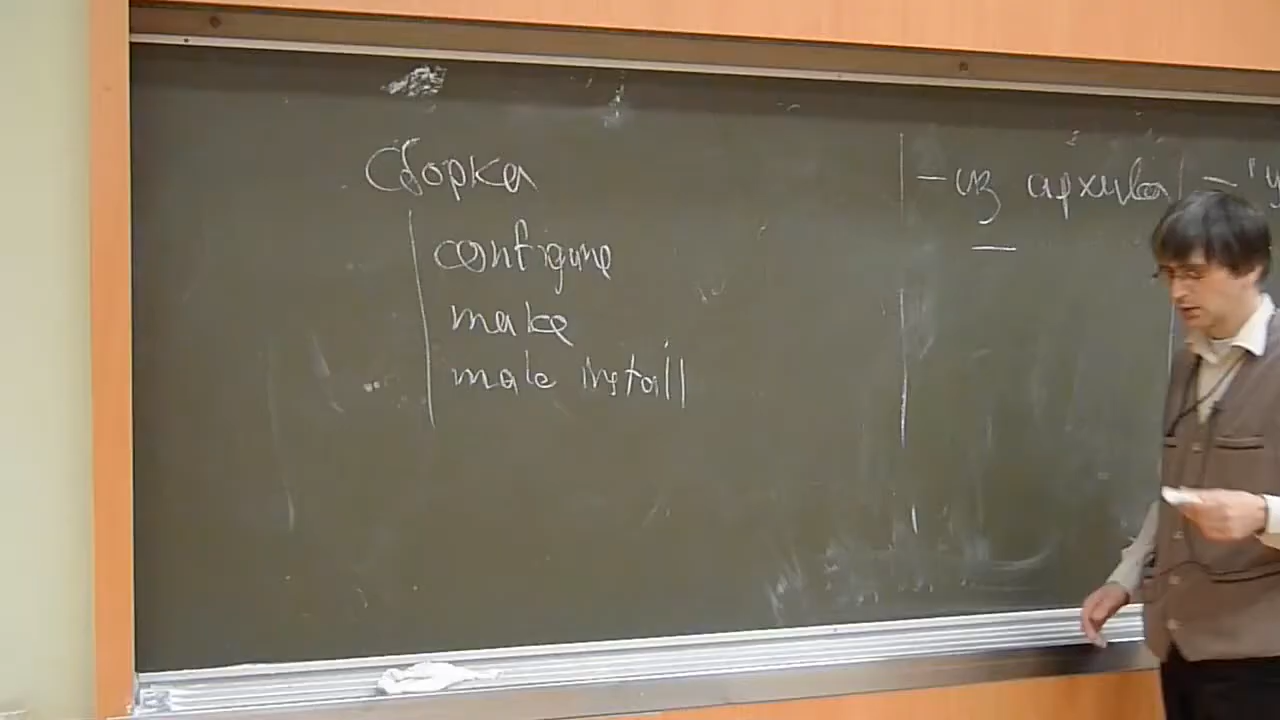 Сборка
configure
make
make install
— из архива —